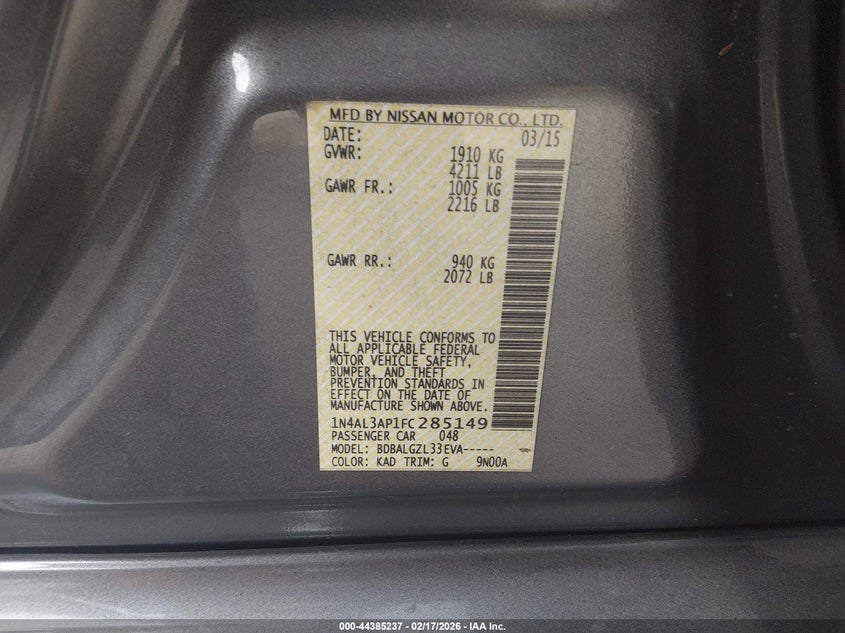 MFD BY NISSAN MOTOR CO., LTD.
DATE: 03/15
GVWR: 1910 KG
4211 LB
GAWR FR.: 1005 KG
2216 LB
GAWR RR.: 940 KG
2072 LB
THIS VEHICLE CONFORMS TO
ALL APPLICABLE FEDERAL
MOTOR VEHICLE SAFETY,
BUMPER, AND THEFT
PREVENTION STANDARDS IN
EFFECT ON THE DATE OF
MANUFACTURE SHOWN ABOVE.
1N4AL3AP1FC285149
PASSENGER CAR 048
MODEL: BDBALGZL33EVA-----
COLOR: KAD TRIM: G 9N00A
000-44385237 - 02/17/2026 - IAA Inc.